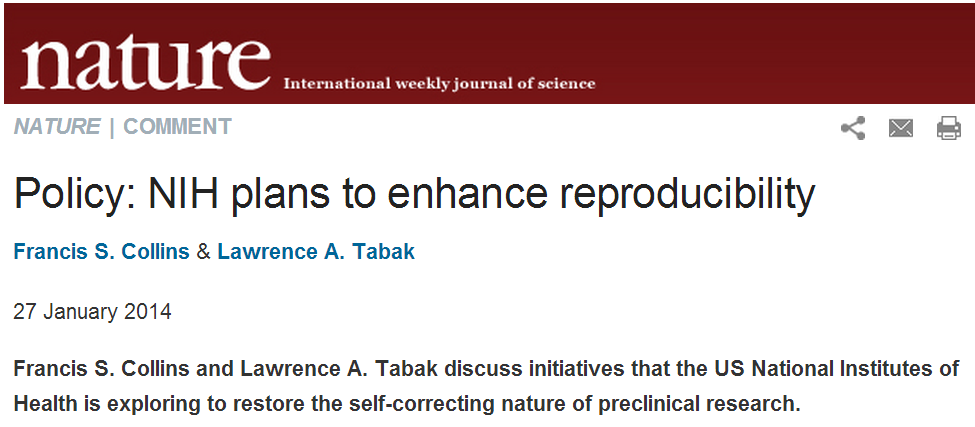 nature International weekly journal of science
NATURE | COMMENT
Policy: NIH plans to enhance reproducibility
Francis S. Collins & Lawrence A. Tabak
27 January 2014
Francis S. Collins and Lawrence A. Tabak discuss initiatives that the US National Institutes of
Health is exploring to restore the self-correcting nature of preclinical research.